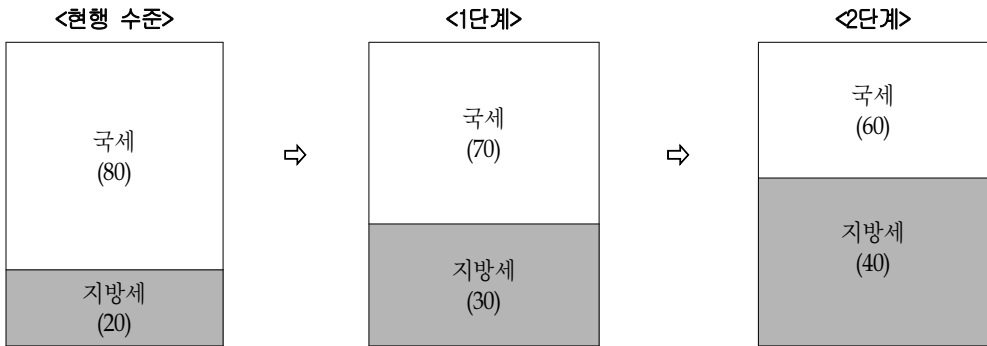 <현행 수준>
<1단계>
<2단계>
국세
(80)
지방세
(20)
⇨
국세
(70)
지방세
(30)
⇨
국세
(60)
지방세
(40)